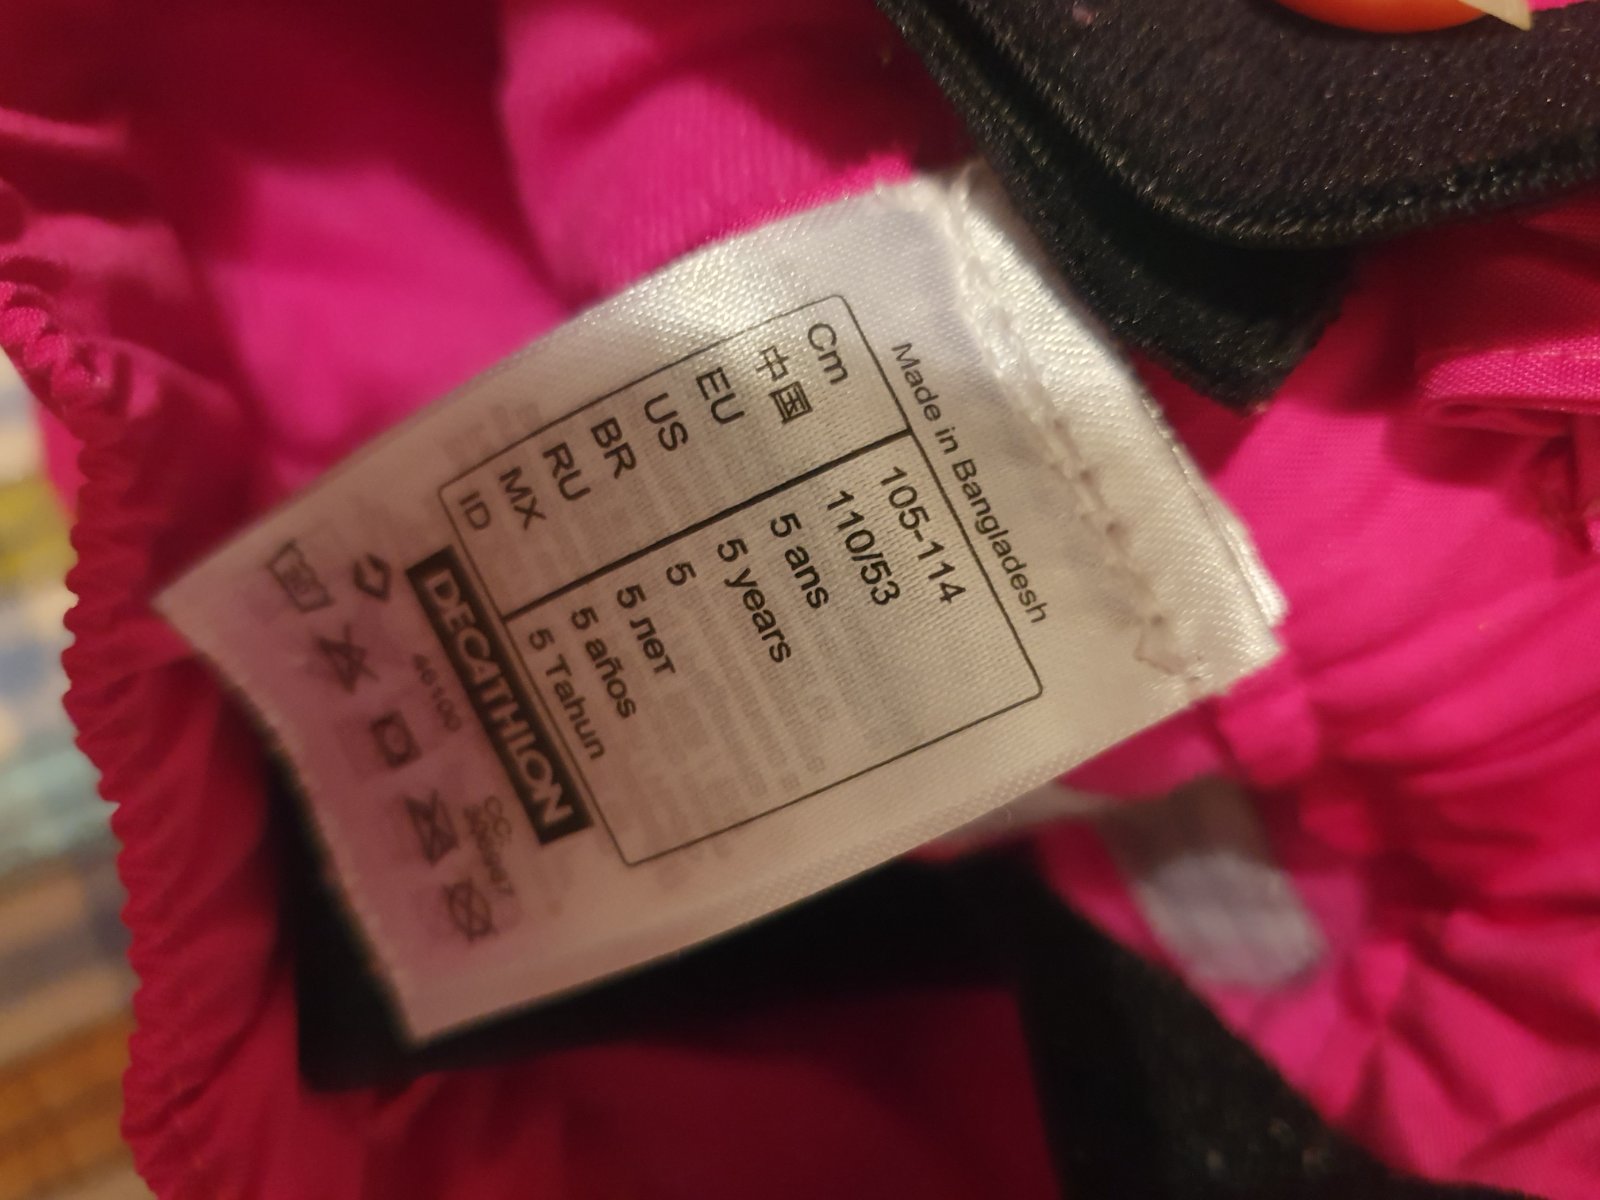 Made in Bangladesh
Cm 105-114
中国 110/53
EU 5 ans
US 5 years
BR 5
RU 5 лет
MX 5 años
ID 5 Tahun
DECATHLON